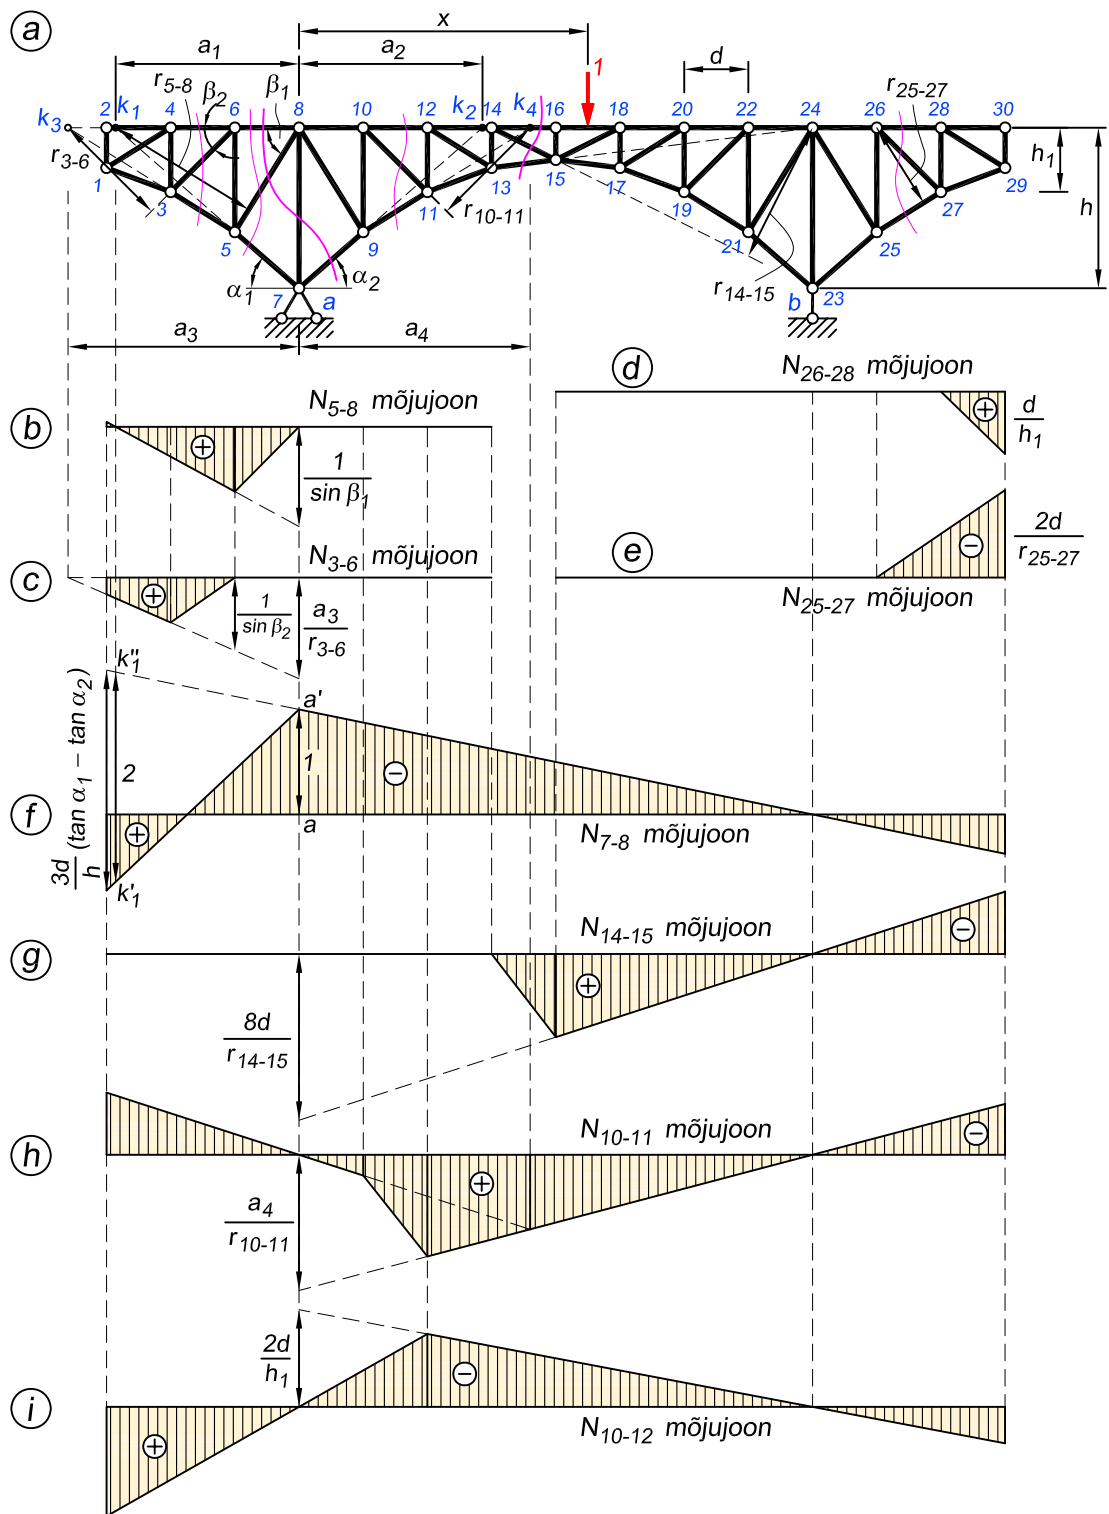 a
x
1
a1
a2
d
r5-8
β2
β1
r25-27
k3
2
k1
4
6
8
10
12
k2
14
k4
16
18
20
22
24
26
28
30
r3-6
h1
h
1
3
5
7
9
11
13
15
17
19
21
23
25
27
29
r10-11
r14-15
α1
α2
a
b
a3
a4
b
N5-8 mõjujoon
+
1
sin β1
d
N26-28 mõjujoon
+
d
h1
c
N3-6 mõjujoon
+
1
sin β2
a3
r3-6
e
−
2d
r25-27
N25-27 mõjujoon
k1''
a'
3d
h
(tan α1 − tan α2)
2
1
−
f
+
a
N7-8 mõjujoon
k1'
g
N14-15 mõjujoon
−
+
8d
r14-15
h
N10-11 mõjujoon
−
+
a4
r10-11
2d
h1
−
i
+
N10-12 mõjujoon